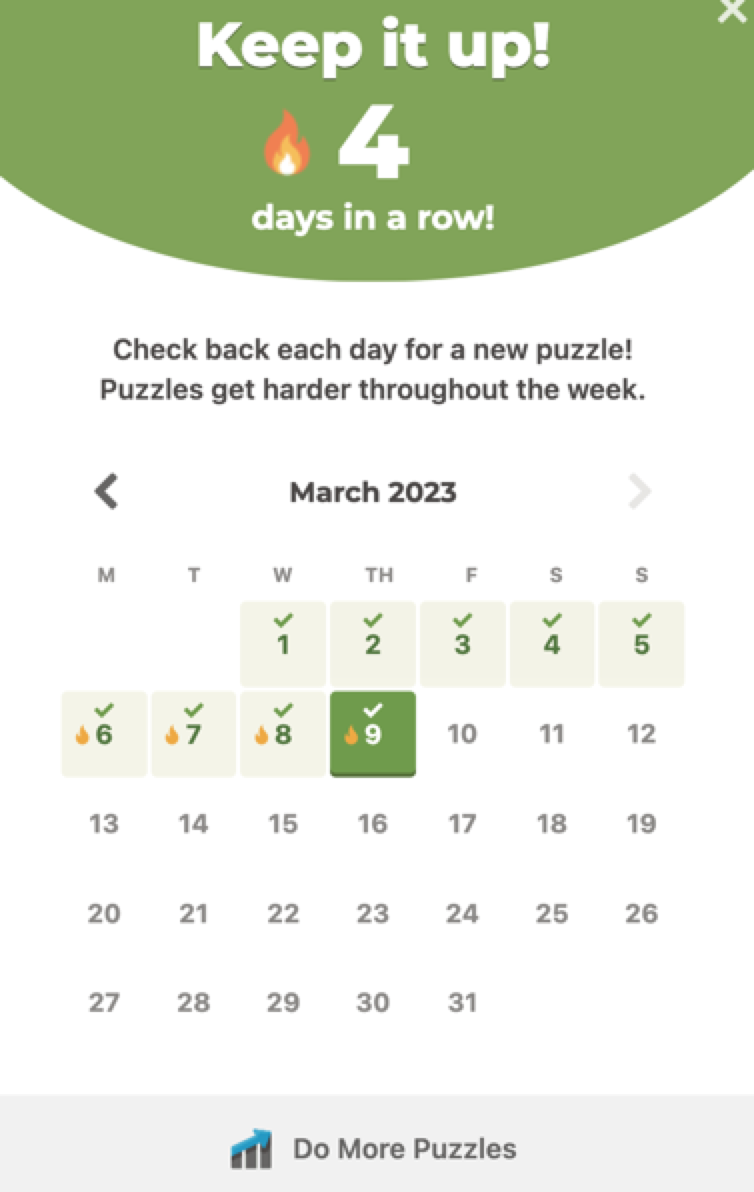 Keep it up!
4
days in a row!
Check back each day for a new puzzle!
Puzzles get harder throughout the week.
March 2023
M T W TH F S S
1 2 3 4 5
6 7 8 9 10 11 12
13 14 15 16 17 18 19
20 21 22 23 24 25 26
27 28 29 30 31
Do More Puzzles